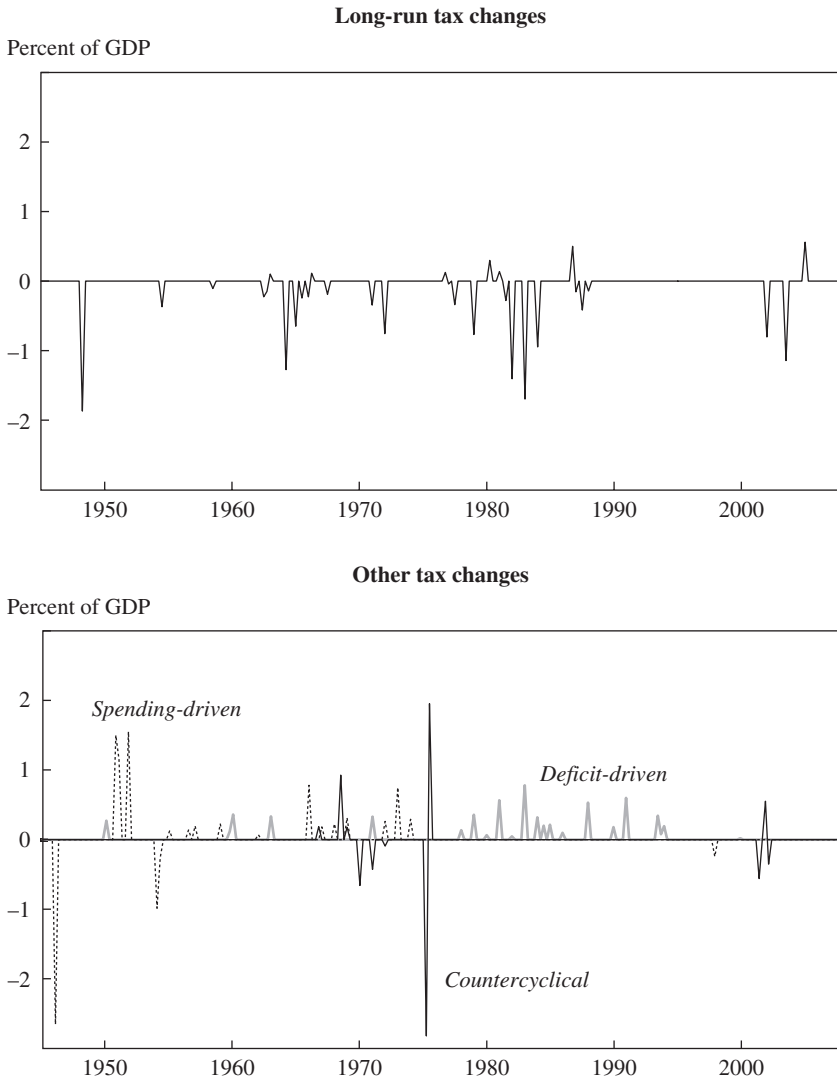 Long-run tax changes
Percent of GDP
2
1
0
–1
–2
1950 1960 1970 1980 1990 2000
Other tax changes
Percent of GDP
2
Spending-driven
1
Deficit-driven
0
–1
–2
Countercyclical
1950 1960 1970 1980 1990 2000